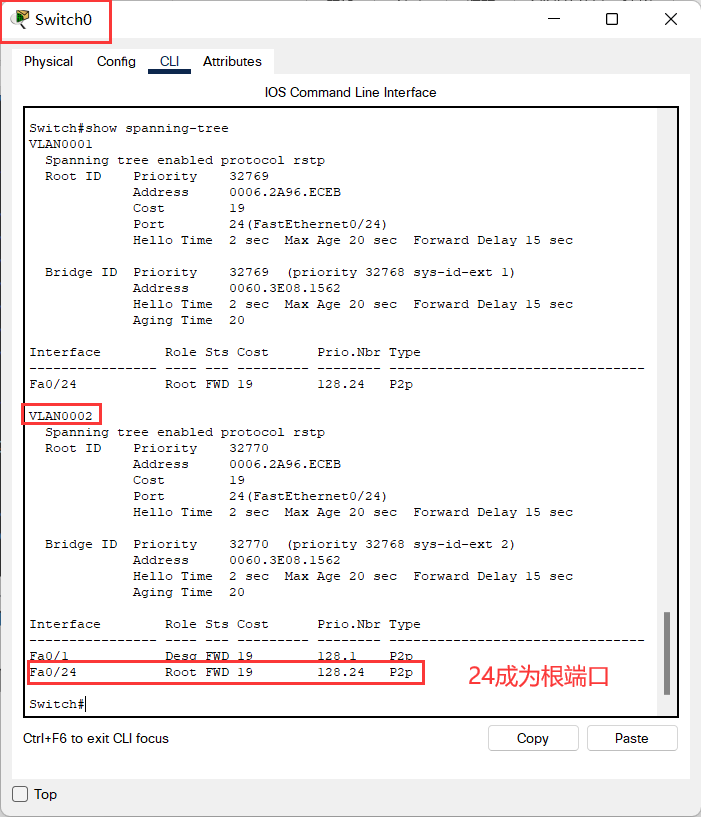 Switch0
Physical Config CLI Attributes
IOS Command Line Interface
Switch#show spanning-tree
VLAN0001
  Spanning tree enabled protocol rstp
  Root ID    Priority    32769
             Address     0006.2A96.ECEB
             Cost        19
             Port        24(FastEthernet0/24)
             Hello Time  2 sec  Max Age 20 sec  Forward Delay 15 sec
  Bridge ID  Priority    32769  (priority 32768 sys-id-ext 1)
             Address     0060.3E08.1562
             Hello Time  2 sec  Max Age 20 sec  Forward Delay 15 sec
             Aging Time  20
Interface        Role Sts Cost      Prio.Nbr Type
---------------- ---- --- --------- -------- --------------------------------
Fa0/24           Root FWD 19        128.24   P2p
VLAN0002
  Spanning tree enabled protocol rstp
  Root ID    Priority    32770
             Address     0006.2A96.ECEB
             Cost        19
             Port        24(FastEthernet0/24)
             Hello Time  2 sec  Max Age 20 sec  Forward Delay 15 sec
  Bridge ID  Priority    32770  (priority 32768 sys-id-ext 2)
             Address     0060.3E08.1562
             Hello Time  2 sec  Max Age 20 sec  Forward Delay 15 sec
             Aging Time  20
Interface        Role Sts Cost      Prio.Nbr Type
---------------- ---- --- --------- -------- --------------------------------
Fa0/1            Desg FWD 19        128.1    P2p
Fa0/24           Root FWD 19        128.24   P2p
24成为根端口
Switch#
Ctrl+F6 to exit CLI focus
Copy Paste
Top